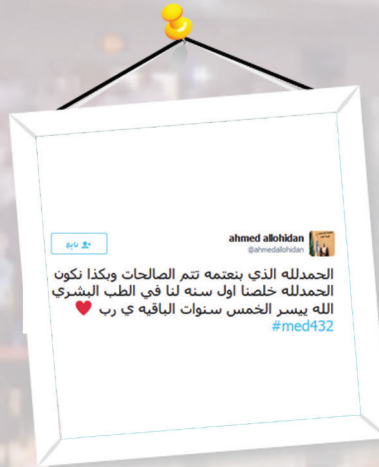 ahmed allohidan
@ahmedallohidan
تابع
الحمدلله الذي بنعتمه تتم الصالحات وبكذا نكون
الحمدلله خلصنا اول سنه لنا في الطب البشري
الله ييسر الخمس سنوات الباقيه ي رب ♥
#med432